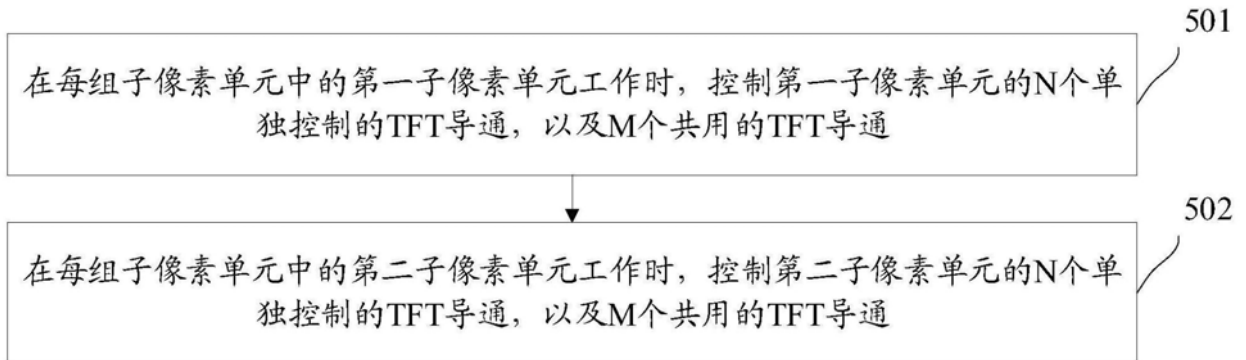 501
在每组子像素单元中的第一子像素单元工作时，控制第一子像素单元的N个单
独控制的TFT导通，以及M个共用的TFT导通
502
在每组子像素单元中的第二子像素单元工作时，控制第二子像素单元的N个单
独控制的TFT导通，以及M个共用的TFT导通